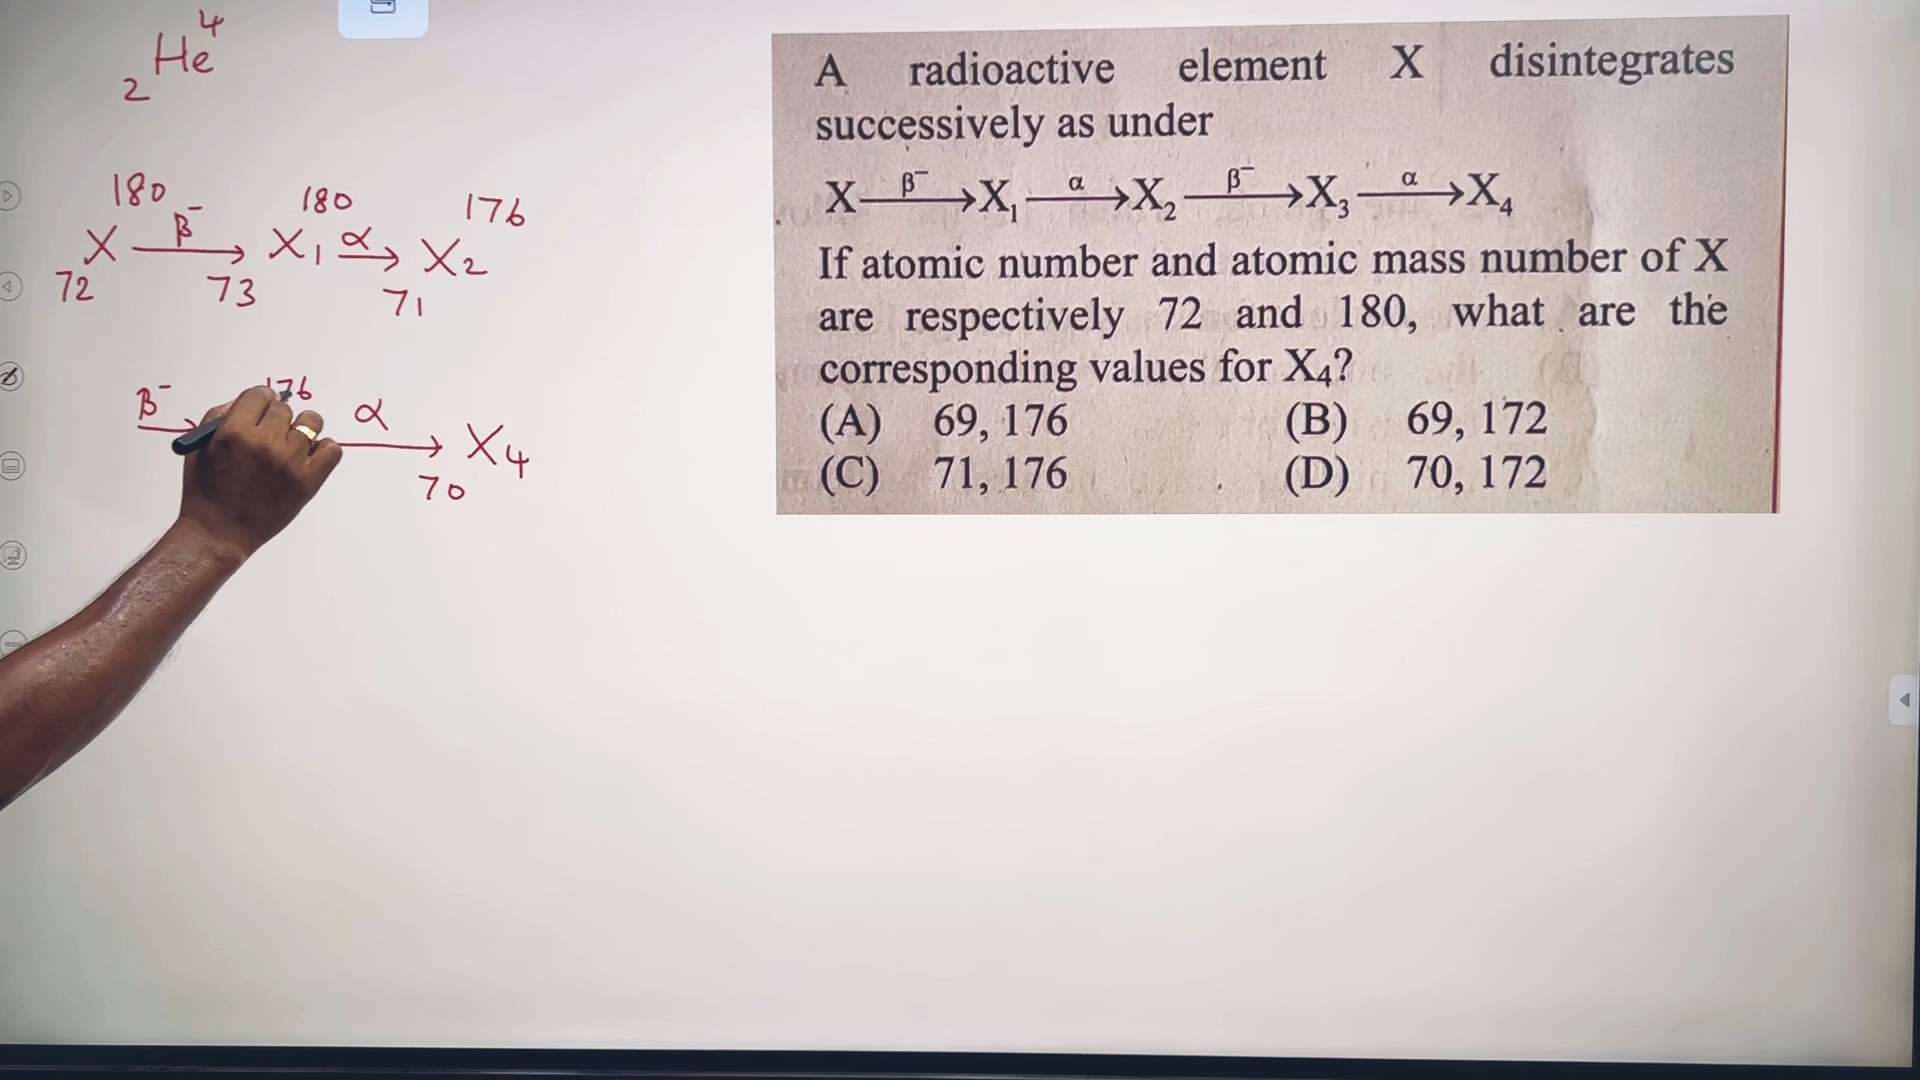 ₂He⁴
X 180 72 —β⁻→ X₁ 180 73 —α→ X₂ 176 71
β⁻→ 176 —α→ X₄ 70
A radioactive element X disintegrates
successively as under
X —β⁻→ X₁ —α→ X₂ —β⁻→ X₃ —α→ X₄
If atomic number and atomic mass number of X
are respectively 72 and 180, what are the
corresponding values for X₄?
(A) 69, 176 (B) 69, 172
(C) 71, 176 (D) 70, 172